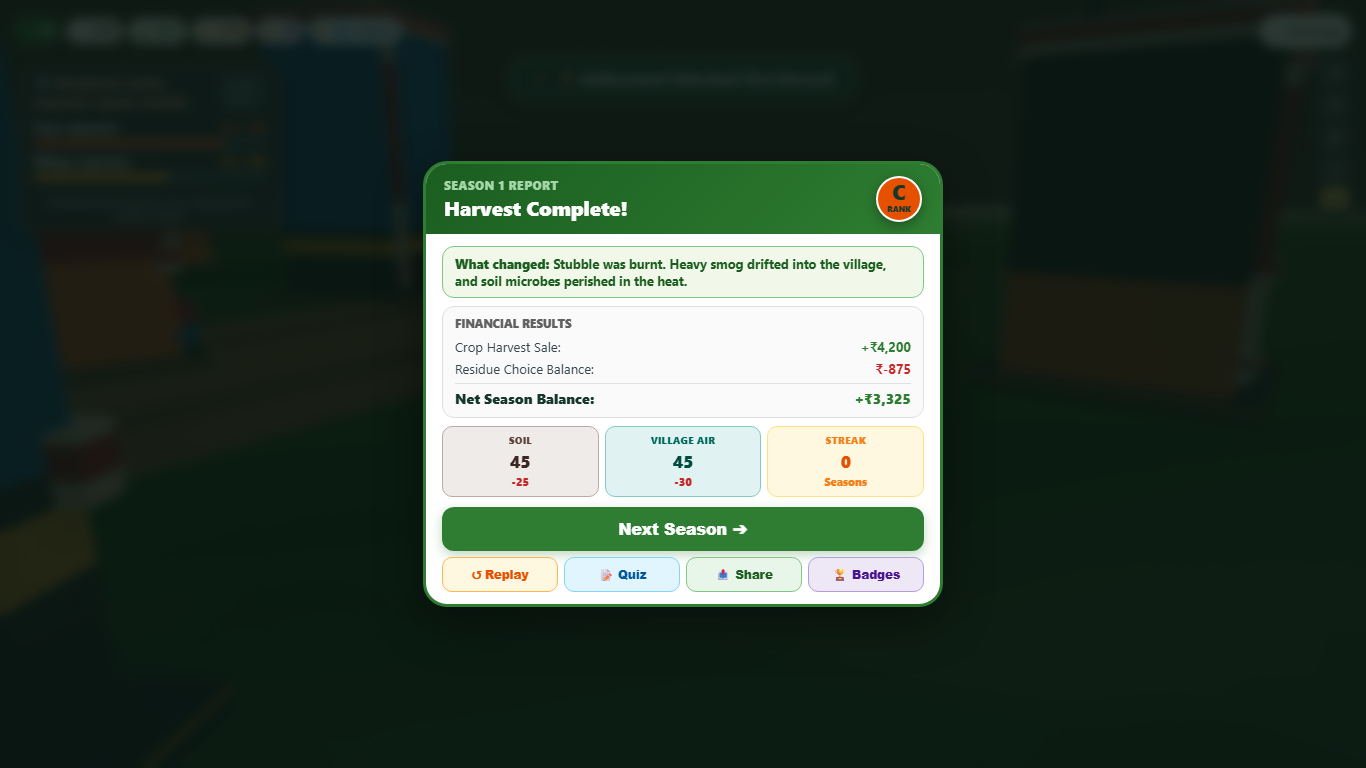 SEASON 1 REPORT
Harvest Complete!
C
RANK
What changed: Stubble was burnt. Heavy smog drifted into the village,
and soil microbes perished in the heat.
FINANCIAL RESULTS
Crop Harvest Sale: +₹4,200
Residue Choice Balance: ₹-875
Net Season Balance: +₹3,325
SOIL
45
-25
VILLAGE AIR
45
-30
STREAK
0
Seasons
Next Season ➔
↺ Replay
📝 Quiz
📤 Share
🏆 Badges